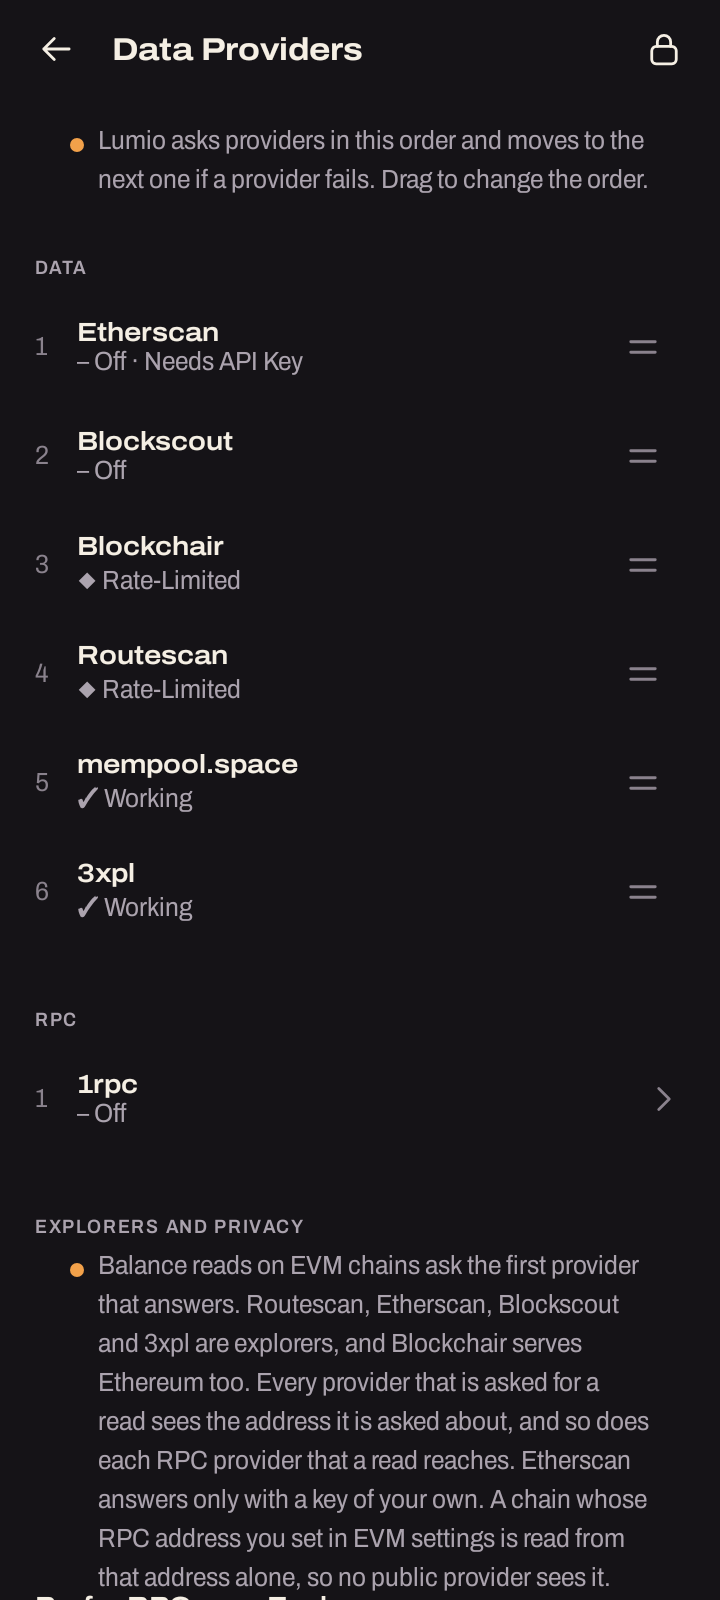 Data Providers
Lumio asks providers in this order and moves to the
next one if a provider fails. Drag to change the order.
DATA
1
Etherscan
– Off · Needs API Key
2
Blockscout
– Off
3
Blockchair
◆ Rate-Limited
4
Routescan
◆ Rate-Limited
5
mempool.space
✓ Working
6
3xpl
✓ Working
RPC
1
1rpc
– Off
EXPLORERS AND PRIVACY
Balance reads on EVM chains ask the first provider
that answers. Routescan, Etherscan, Blockscout
and 3xpl are explorers, and Blockchair serves
Ethereum too. Every provider that is asked for a
read sees the address it is asked about, and so does
each RPC provider that a read reaches. Etherscan
answers only with a key of your own. A chain whose
RPC address you set in EVM settings is read from
that address alone, so no public provider sees it.